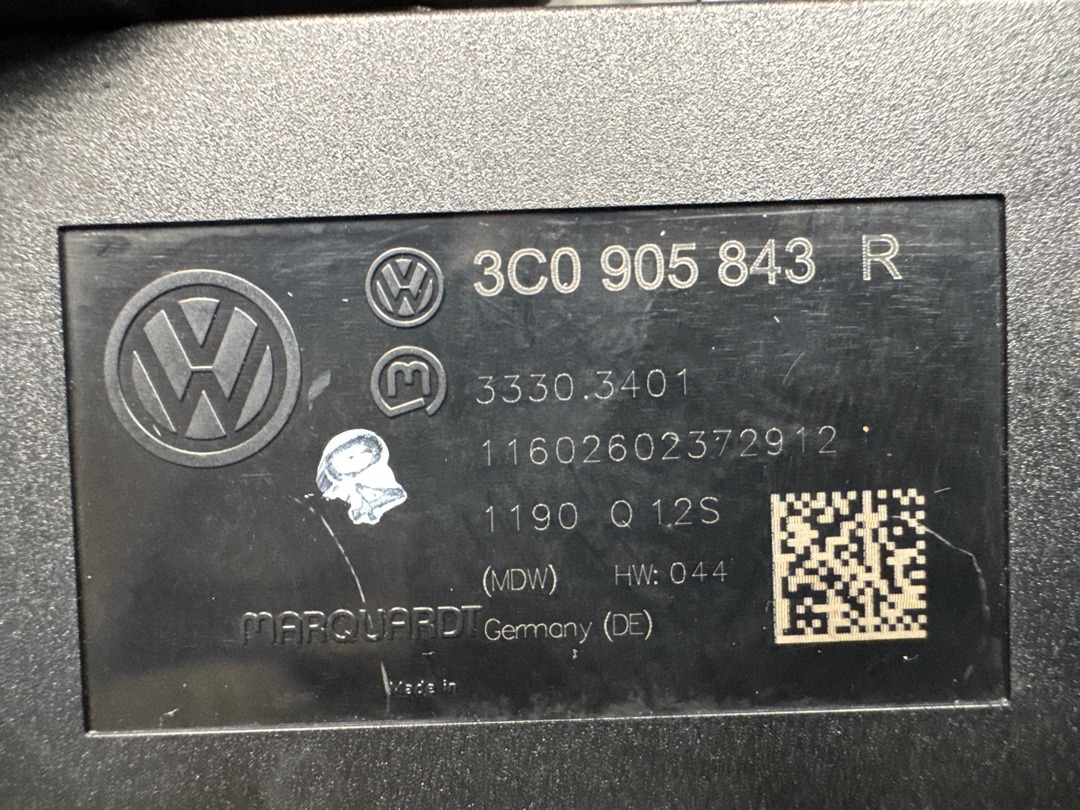 3C0 905 843 R
3330.3401
11602602372912
1190 Q 12S
(MDW) HW: 044
MARQUARDT Germany (DE)
Made in